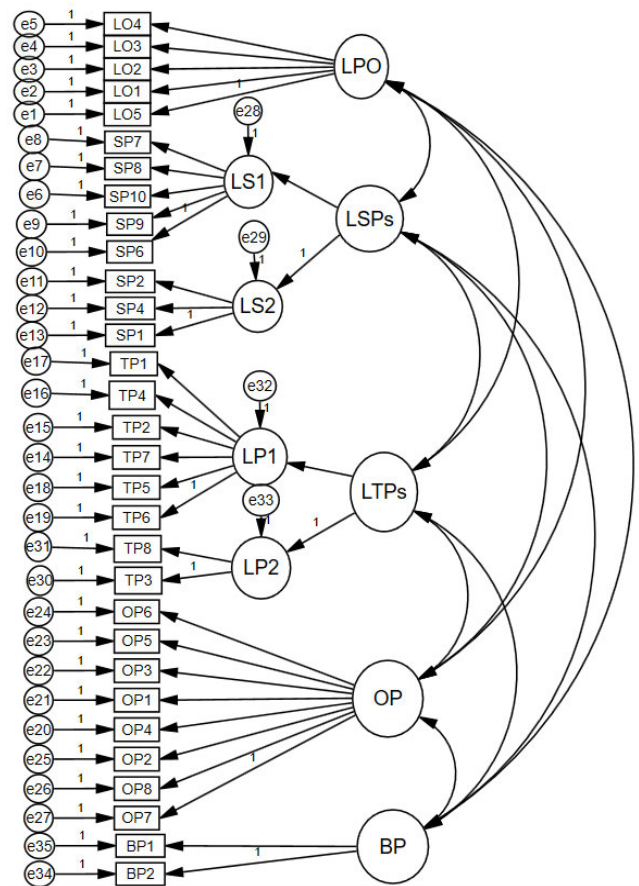 e5 1 LO4
e4 1 LO3
e3 1 LO2
e2 1 LO1
e1 1 LO5
1
LPO
e8 1 SP7
e7 1 SP8
e6 1 SP10
e9 1 SP9
e10 1 SP6
e28
1
LS1
LSPs
e29
1
1
LS2
e11 1 SP2
e12 1 SP4
e13 1 SP1
1
e17 1 TP1
e16 1 TP4
e15 1 TP2
e14 1 TP7
e18 1 TP5
e19 1 TP6
1
e32
1
LP1
LTPs
e33
1
1
LP2
e31 1 TP8
e30 1 TP3
1
e24 1 OP6
e23 1 OP5
e22 1 OP3
e21 1 OP1
e20 1 OP4
e25 1 OP2
e26 1 OP8
e27 1 OP7
1
OP
e35 1 BP1
e34 1 BP2
1
BP